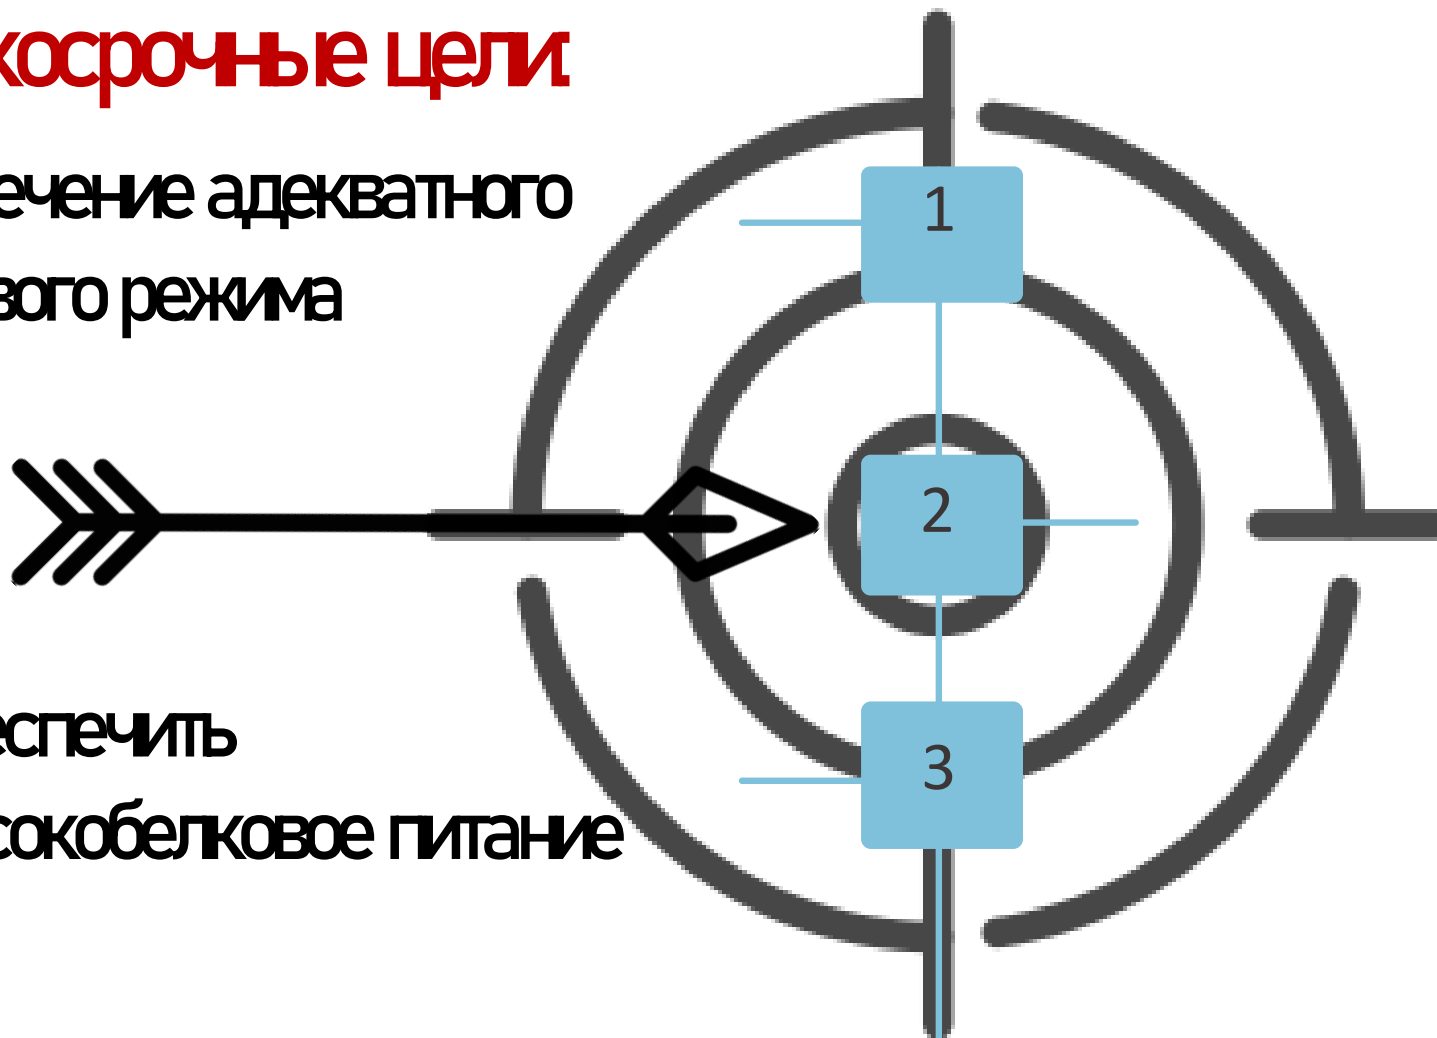 косрочные цели:
ечение адекватного
вого режима
1
2
3
еспечить
сокобелковое питание